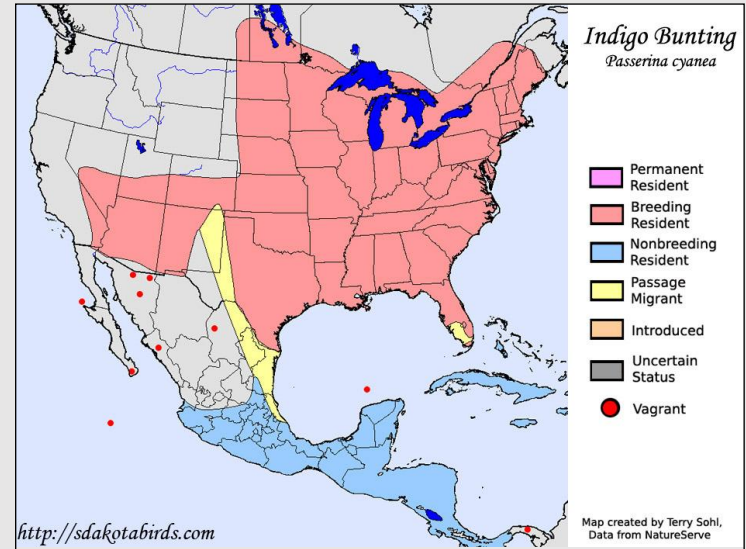 Indigo Bunting
Passerina cyanea
Permanent
Resident
Breeding
Resident
Nonbreeding
Resident
Passage
Migrant
Introduced
Uncertain
Status
Vagrant
http://sdakotabirds.com
Map created by Terry Sohl,
Data from NatureServe